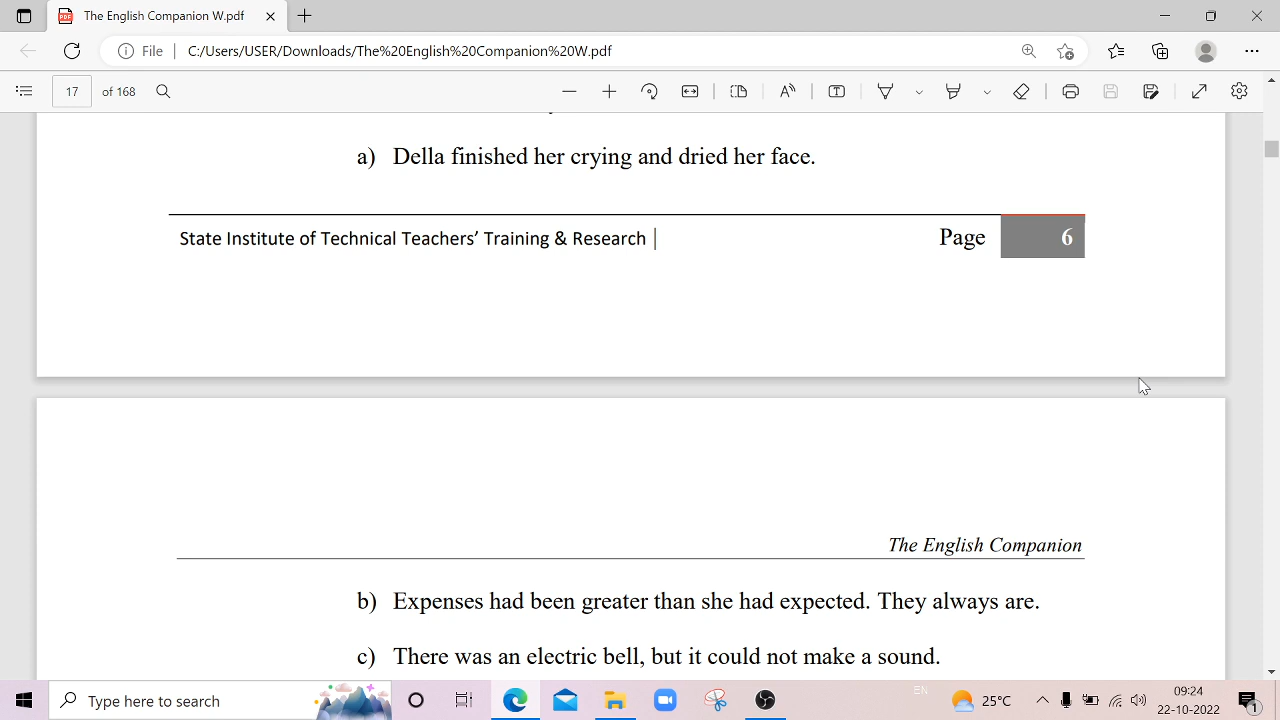 The English Companion W.pdf
File
C:/Users/USER/Downloads/The%20English%20Companion%20W.pdf
17 of 168
a) Della finished her crying and dried her face.
State Institute of Technical Teachers’ Training & Research |
Page 6
The English Companion
b) Expenses had been greater than she had expected. They always are.
c) There was an electric bell, but it could not make a sound.
Type here to search
EN
25°C
09:24
22-10-2022
1